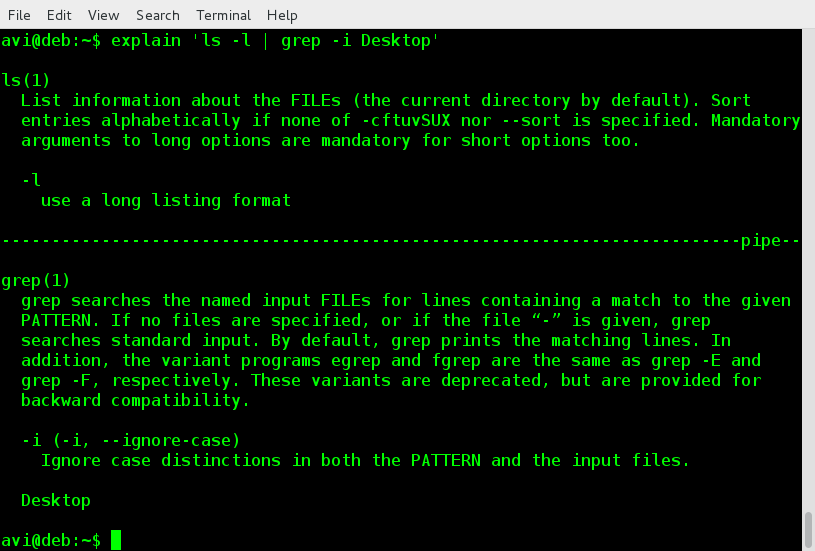 File Edit View Search Terminal Help
avi@deb:~$ explain 'ls -l | grep -i Desktop'
ls(1)
List information about the FILEs (the current directory by default). Sort
entries alphabetically if none of -cftuvSUX nor --sort is specified. Mandatory
arguments to long options are mandatory for short options too.
-l
use a long listing format
--------------------------------------------------------------------------pipe--
grep(1)
grep searches the named input FILEs for lines containing a match to the given
PATTERN. If no files are specified, or if the file “-” is given, grep
searches standard input. By default, grep prints the matching lines. In
addition, the variant programs egrep and fgrep are the same as grep -E and
grep -F, respectively. These variants are deprecated, but are provided for
backward compatibility.
-i (-i, --ignore-case)
Ignore case distinctions in both the PATTERN and the input files.
Desktop
avi@deb:~$